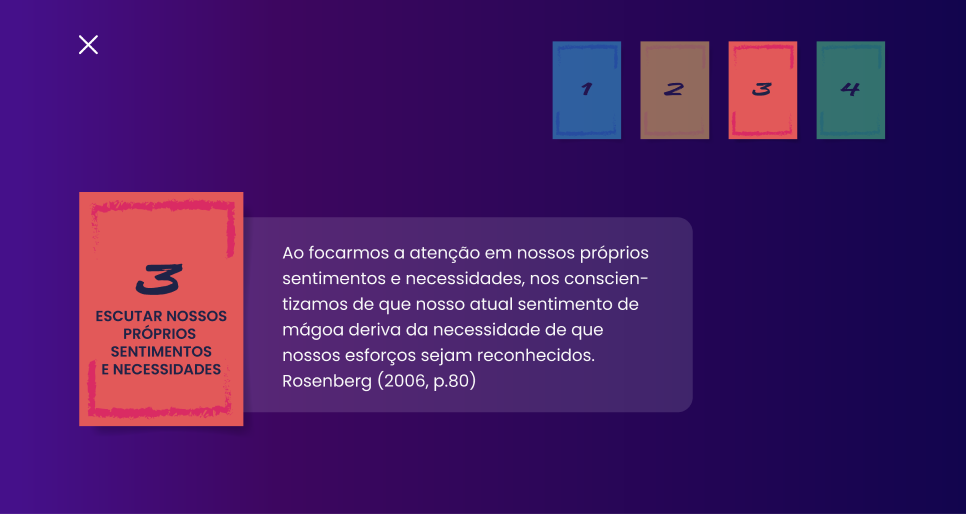 1 2 3 4
3
ESCUTAR NOSSOS
PRÓPRIOS
SENTIMENTOS
E NECESSIDADES
Ao focarmos a atenção em nossos próprios
sentimentos e necessidades, nos conscien-
tizamos de que nosso atual sentimento de
mágoa deriva da necessidade de que
nossos esforços sejam reconhecidos.
Rosenberg (2006, p.80)